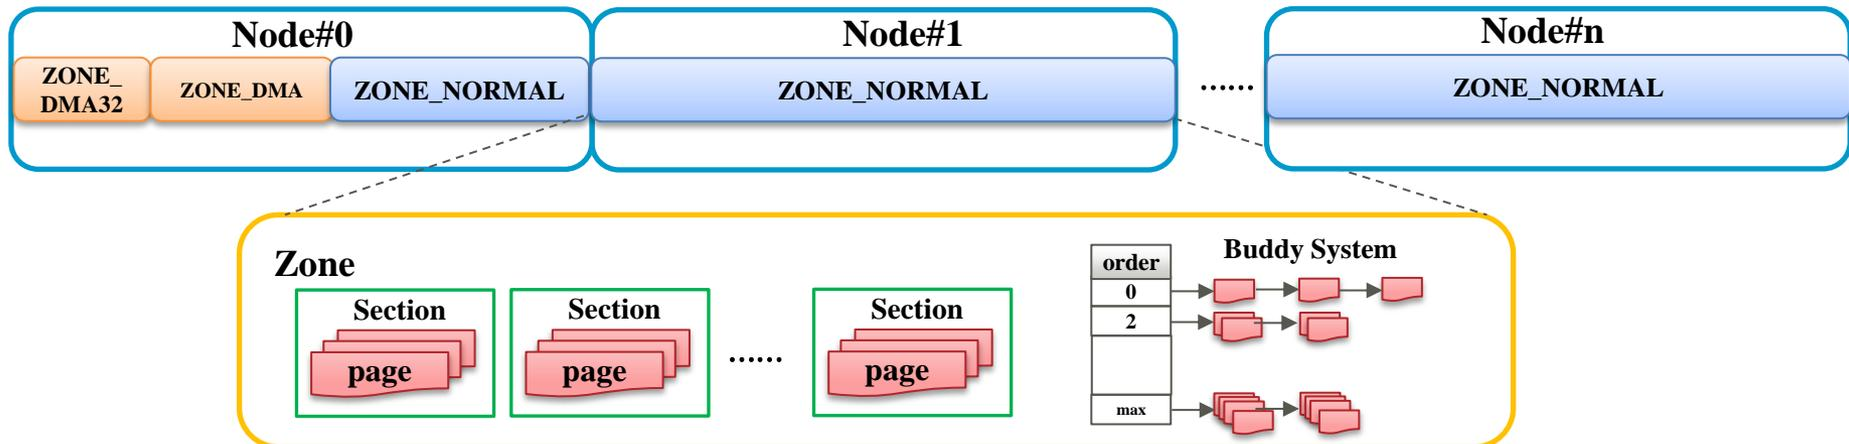 Node#0
Node#1
Node#n
ZONE_
DMA32
ZONE_DMA
ZONE_NORMAL
ZONE_NORMAL
......
ZONE_NORMAL
Zone
Section
page
Section
page
......
Section
page
Buddy System
order
0
2
max